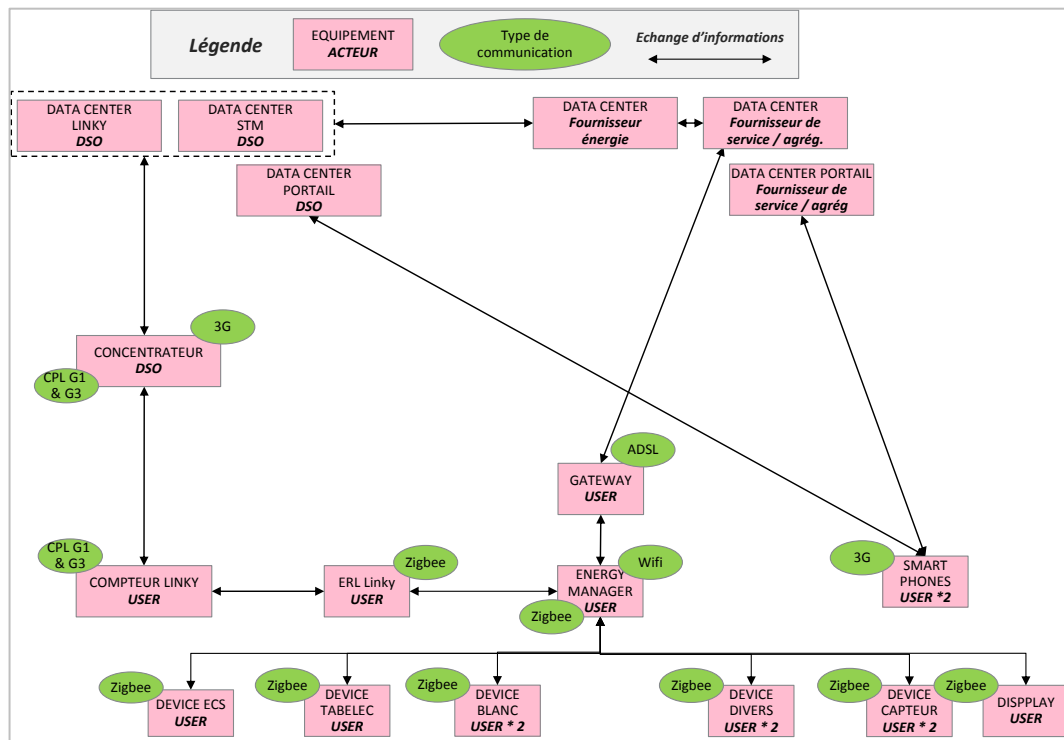 Légende
EQUIPEMENT
ACTEUR
Type de
communication
Echange d'informations
DATA CENTER
LINKY
DSO
DATA CENTER
STM
DSO
DATA CENTER
Fournisseur
énergie
DATA CENTER
Fournisseur de
service / agrég.
DATA CENTER
PORTAIL
DSO
DATA CENTER PORTAIL
Fournisseur de
service / agrég
3G
CONCENTRATEUR
DSO
CPL G1
& G3
ADSL
GATEWAY
USER
CPL G1
& G3
COMPTEUR LINKY
USER
Zigbee
ERL Linky
USER
Wifi
ENERGY
MANAGER
USER
Zigbee
3G
SMART
PHONES
USER *2
Zigbee
DEVICE ECS
USER
Zigbee
DEVICE
TABELEC
USER
Zigbee
DEVICE
BLANC
USER * 2
Zigbee
DEVICE
DIVERS
USER * 2
Zigbee
DEVICE
CAPTEUR
USER * 2
Zigbee
DISPPLAY
USER